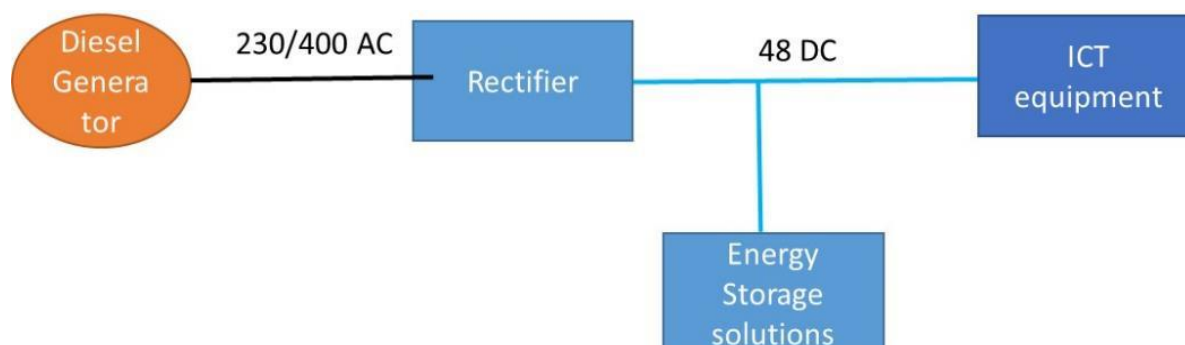 Diesel
Genera
tor
230/400 AC
Rectifier
48 DC
ICT
equipment
Energy
Storage
solutions